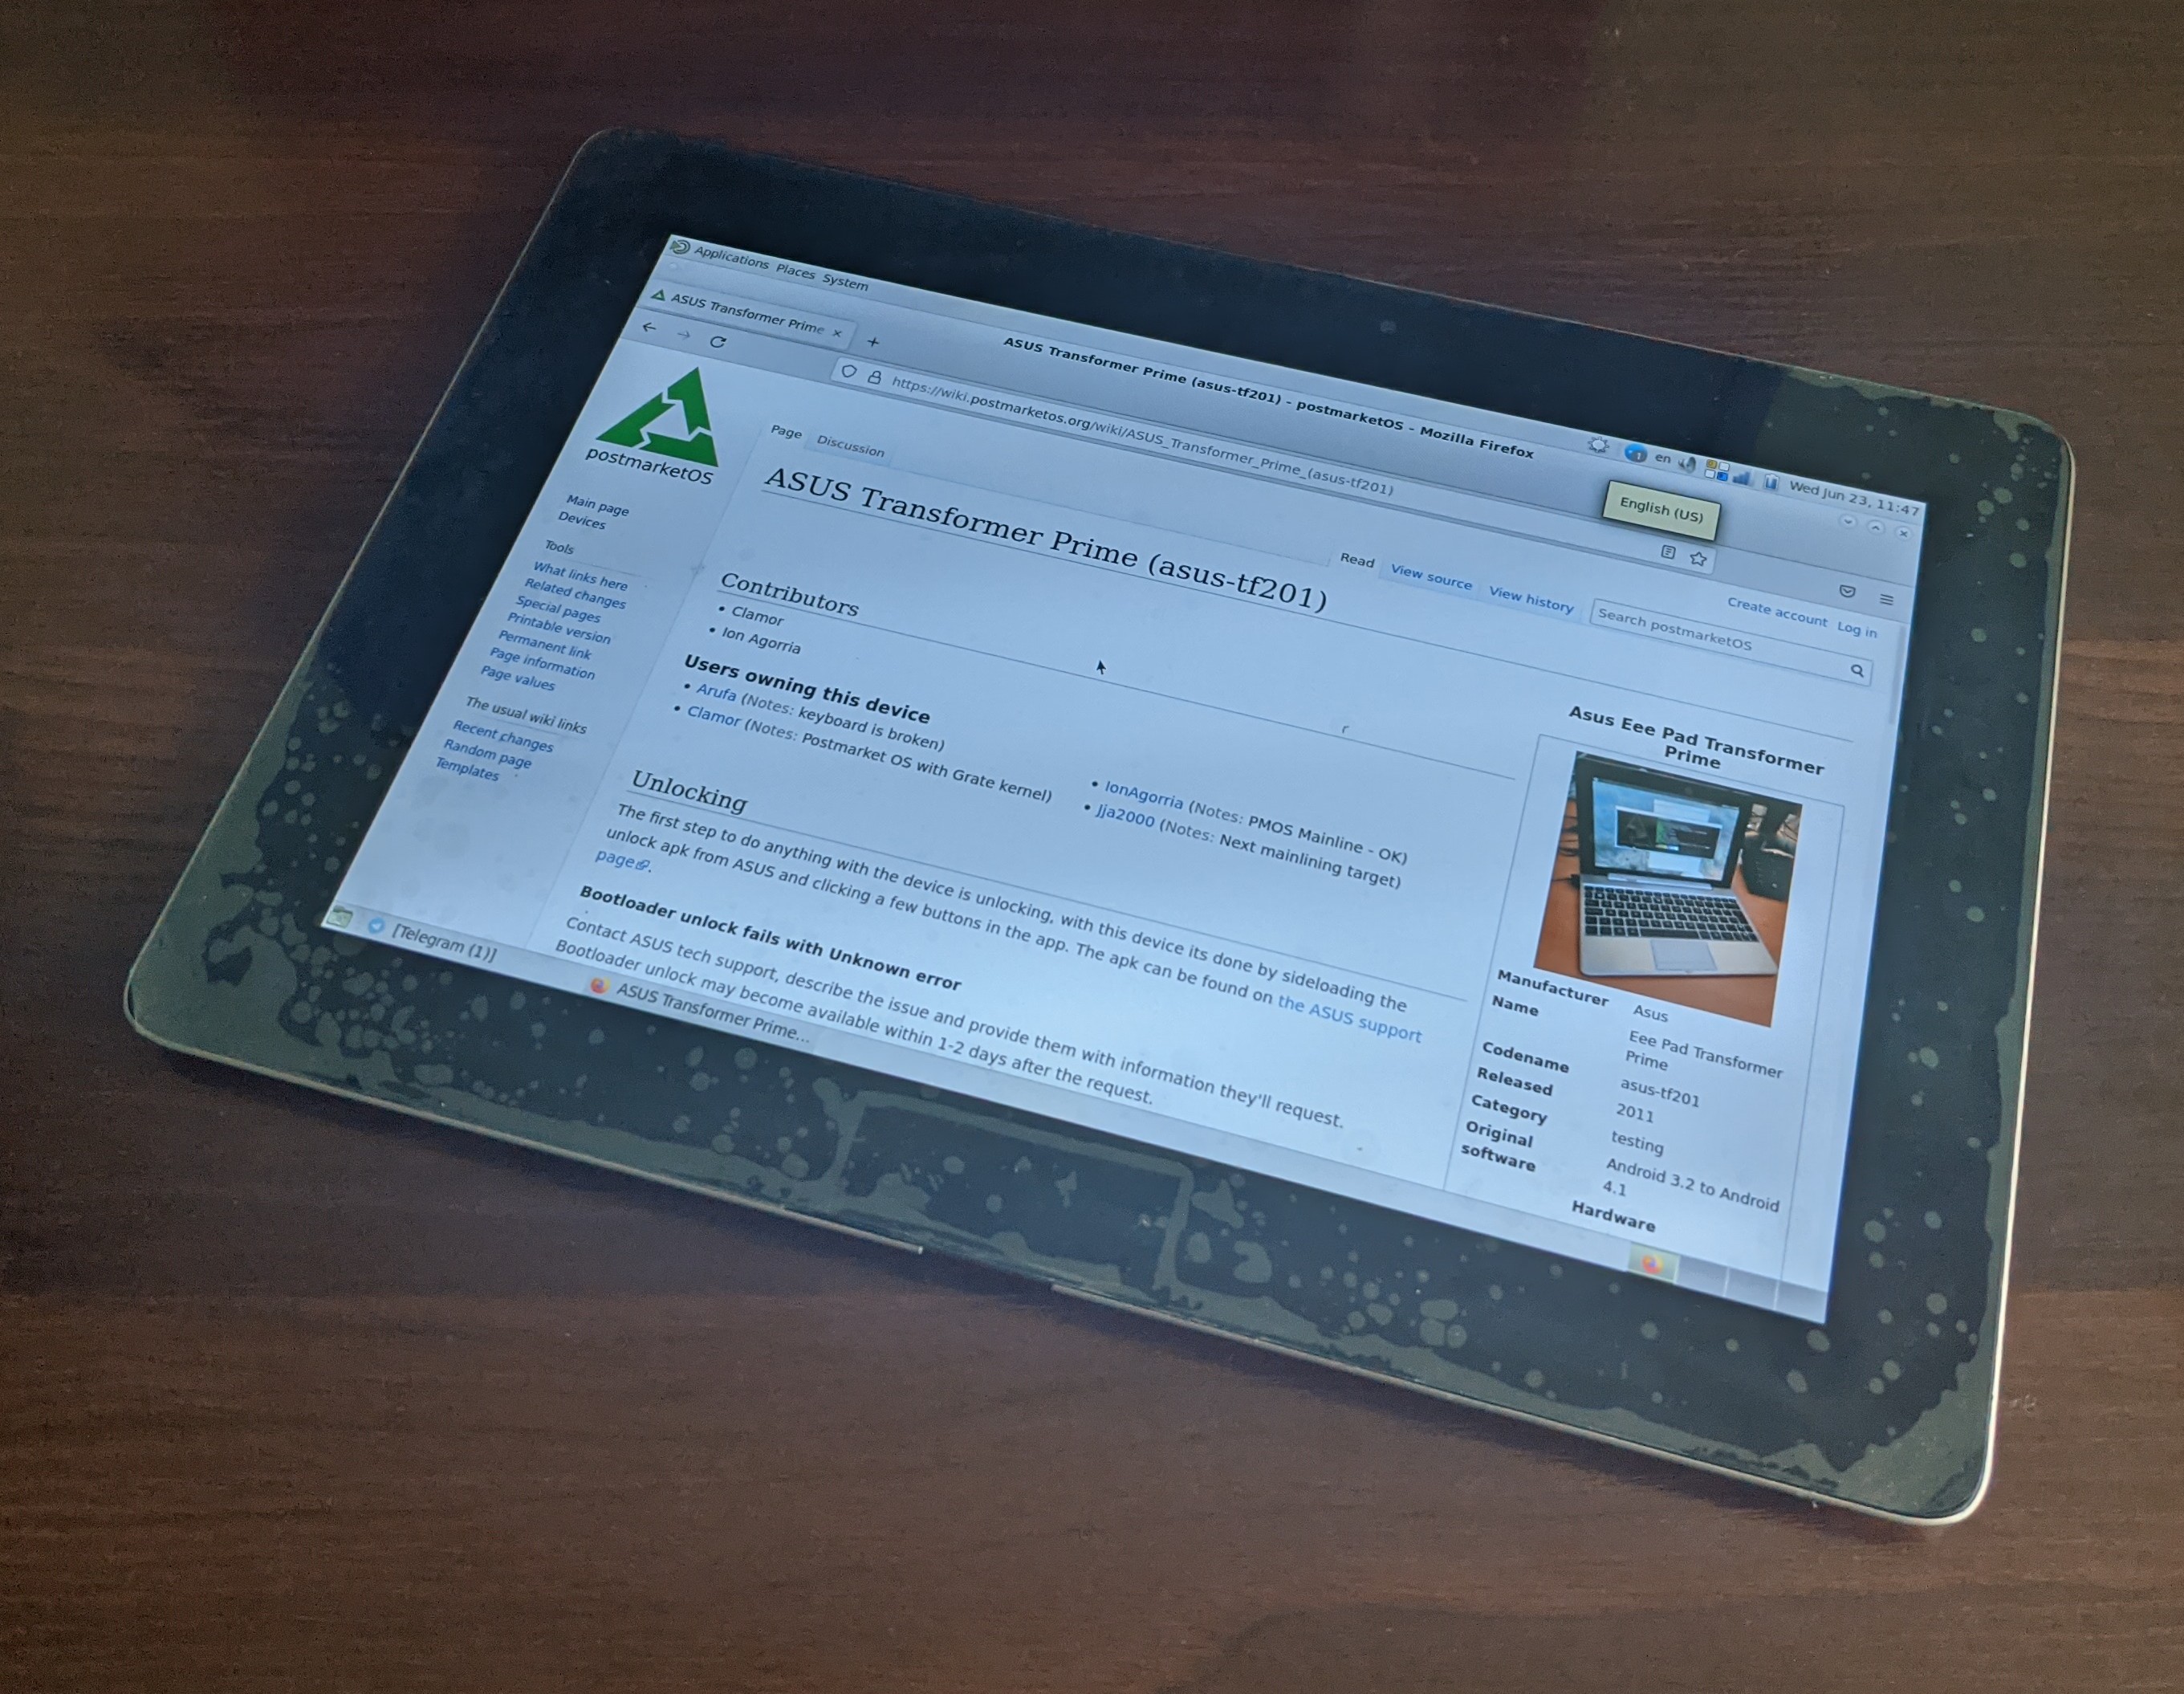 Applications Places System
en
Wed Jun 23, 11:47
ASUS Transformer Prime (asus-tf201) - postmarketOS - Mozilla Firefox
English (US)
ASUS Transformer Prime
https://wiki.postmarketos.org/wiki/ASUS_Transformer_Prime_(asus-tf201)
postmarketOS
Main page
Devices
Tools
What links here
Related changes
Special pages
Printable version
Permanent link
Page information
Page values
The usual wiki links
Recent changes
Random page
Templates
Create account Log in
Page Discussion
Read View source View history
Search postmarketOS
ASUS Transformer Prime (asus-tf201)
Contributors
• Clamor
• Ion Agorria
Users owning this device
• Arufa (Notes: keyboard is broken)
• Clamor (Notes: Postmarket OS with Grate kernel)
• IonAgorria (Notes: PMOS Mainline - OK)
• Jja2000 (Notes: Next mainlining target)
Unlocking
The first step to do anything with the device is unlocking, with this device its done by sideloading the
unlock apk from ASUS and clicking a few buttons in the app. The apk can be found on the ASUS support
page.
Bootloader unlock fails with Unknown error
Contact ASUS tech support, describe the issue and provide them with information they'll request.
Bootloader unlock may become available within 1-2 days after the request.
Asus Eee Pad Transformer
Prime
Manufacturer Asus
Name Eee Pad Transformer
Prime
Codename asus-tf201
Released 2011
Category testing
Original Android 3.2 to Android
software 4.1
Hardware
[Telegram (1)]
ASUS Transformer Prime...